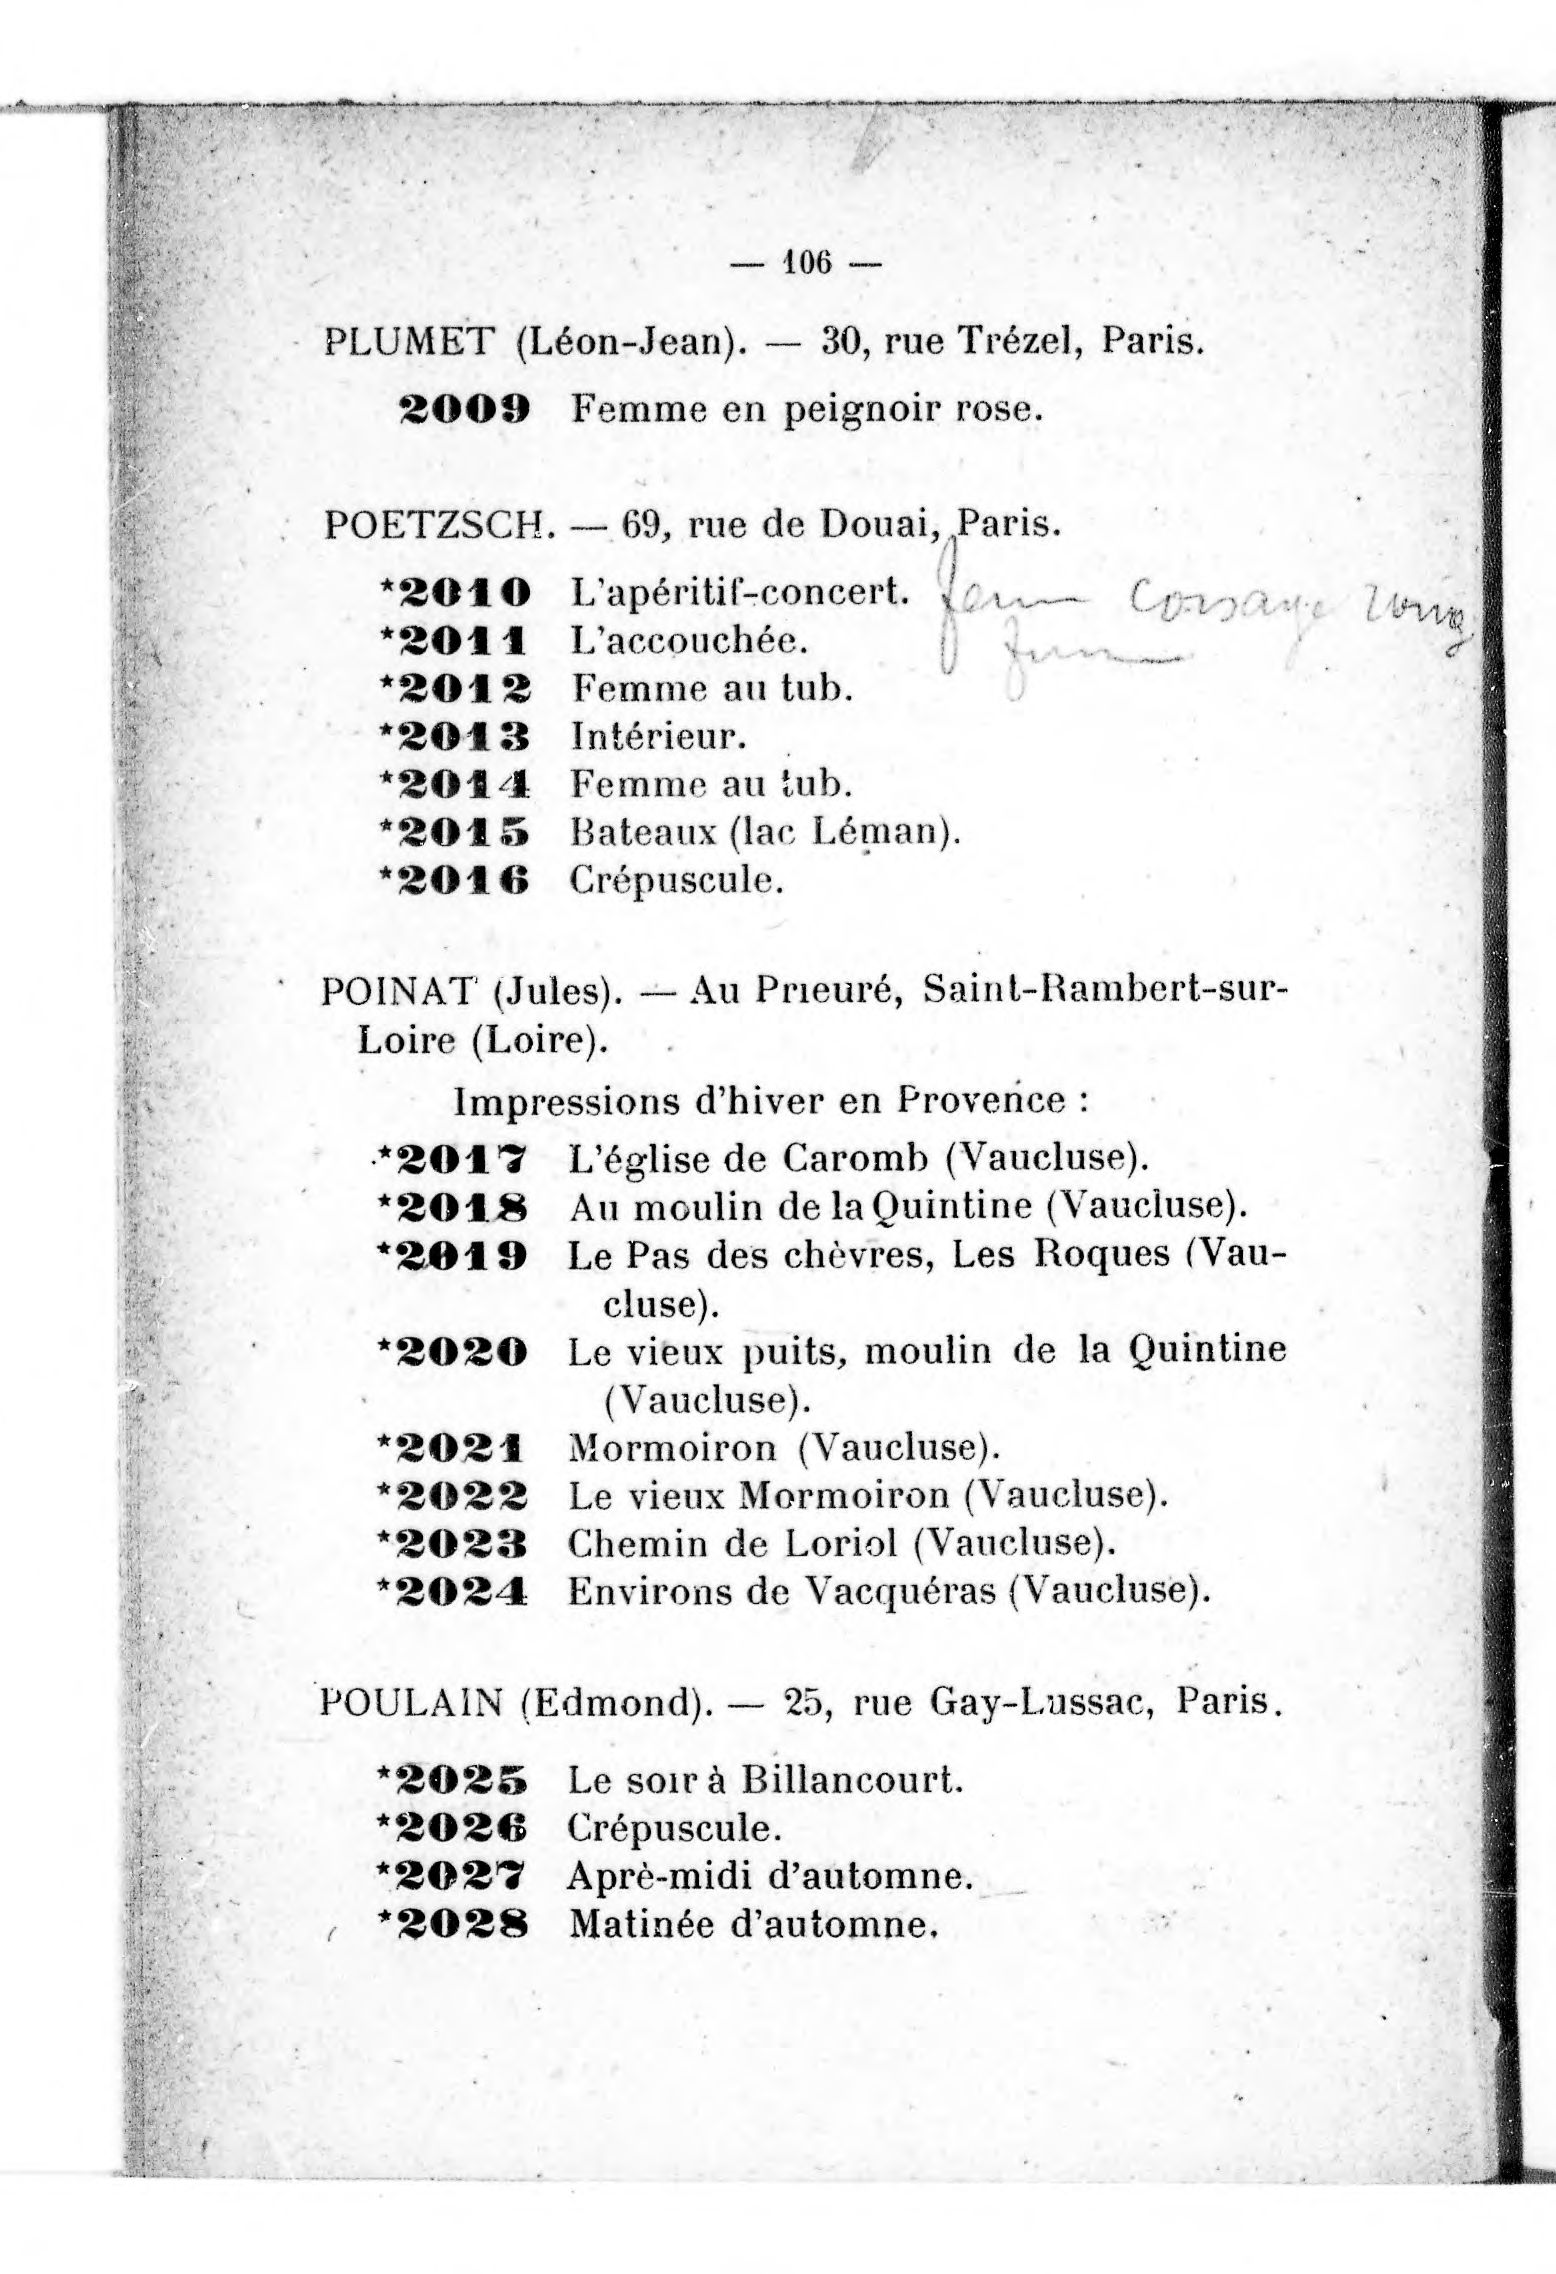 — 106 —
PLUMET (Léon-Jean). — 30, rue Trézel, Paris.
2009 Femme en peignoir rose.
POETZSCH. — 69, rue de Douai, Paris.
*2010 L'apéritif-concert. corsage
*2011 L'accouchée.
*2012 Femme au tub.
*2013 Intérieur.
*2014 Femme au tub.
*2015 Bateaux (lac Léman).
*2016 Crépuscule.
POINAT (Jules). — Au Prieuré, Saint-Rambert-sur-
Loire (Loire).
Impressions d'hiver en Provence :
*2017 L'église de Caromb (Vaucluse).
*2018 Au moulin de la Quintine (Vaucluse).
*2019 Le Pas des chèvres, Les Roques (Vau-
cluse).
*2020 Le vieux puits, moulin de la Quintine
(Vaucluse).
*2021 Mormoiron (Vaucluse).
*2022 Le vieux Mormoiron (Vaucluse).
*2023 Chemin de Loriol (Vaucluse).
*2024 Environs de Vacquéras (Vaucluse).
POULAIN (Edmond). — 25, rue Gay-Lussac, Paris.
*2025 Le soir à Billancourt.
*2026 Crépuscule.
*2027 Aprè-midi d'automne.
*2028 Matinée d'automne.